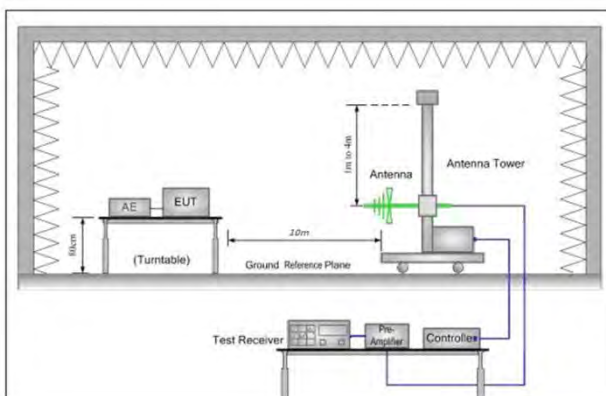 1m to 4m
Antenna
Antenna Tower
AE
EUT
80cm
(Turntable)
10m
Ground Reference Plane
Test Receiver
Pre-
Amplifier
Controller